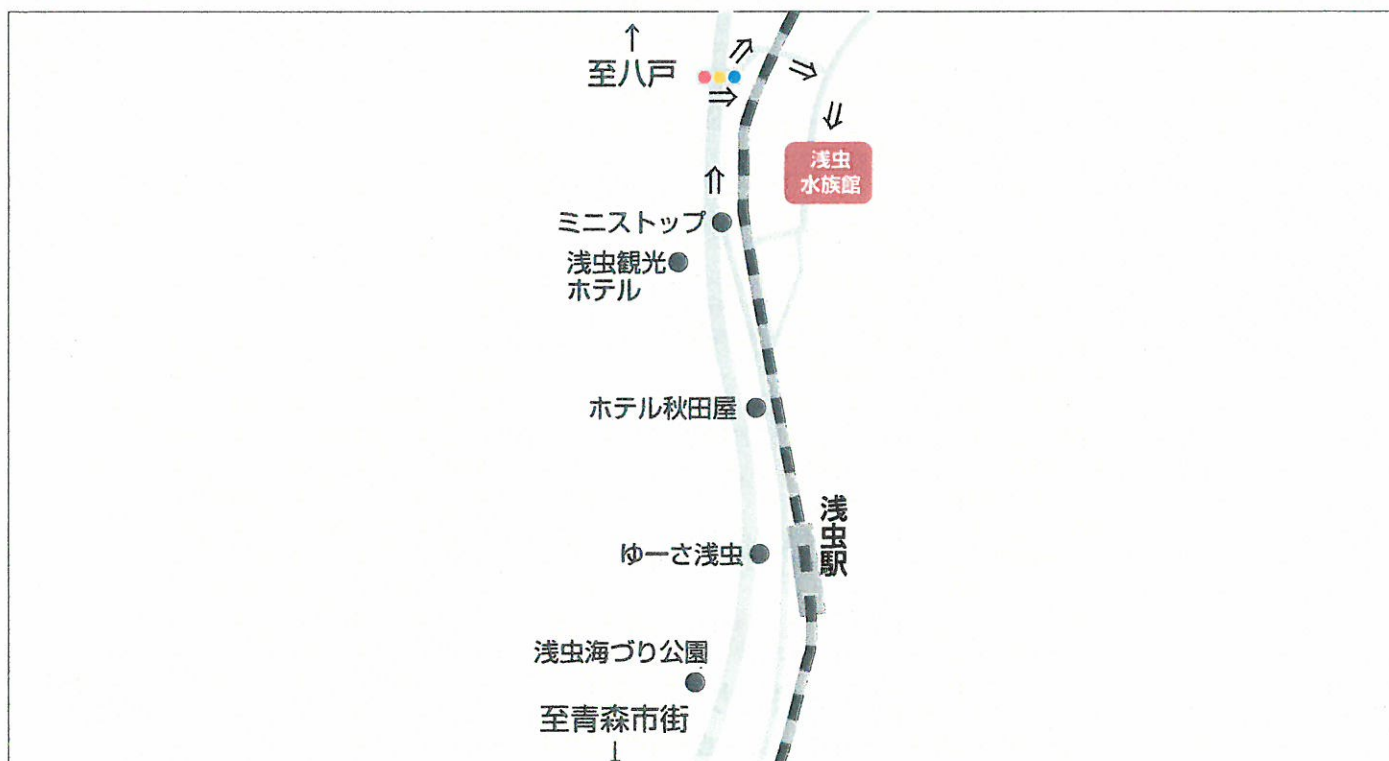 至八戸
浅虫
水族館
ミニストップ
浅虫観光
ホテル
ホテル秋田屋
浅虫駅
ゆーさ浅虫
浅虫海づり公園
至青森市街